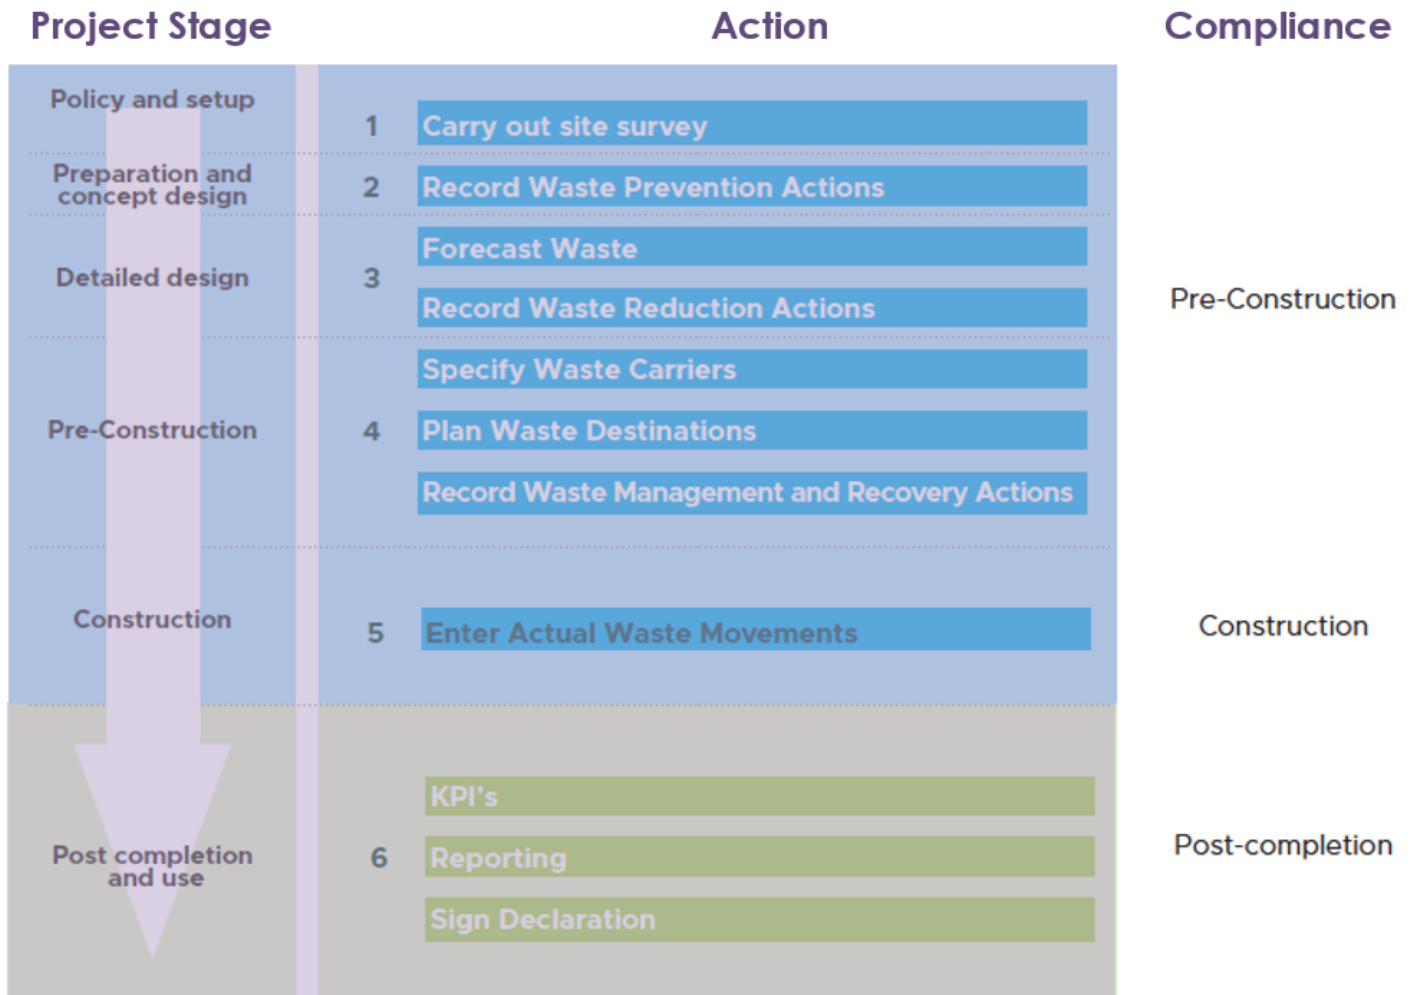 Project Stage
Action
Compliance
Policy and setup
1
Carry out site survey
Preparation and
concept design
2
Record Waste Prevention Actions
Detailed design
3
Forecast Waste
Record Waste Reduction Actions
Pre-Construction
Pre-Construction
4
Specify Waste Carriers
Plan Waste Destinations
Record Waste Management and Recovery Actions
Construction
5
Enter Actual Waste Movements
Construction
Post completion
and use
6
KPI's
Reporting
Sign Declaration
Post-completion